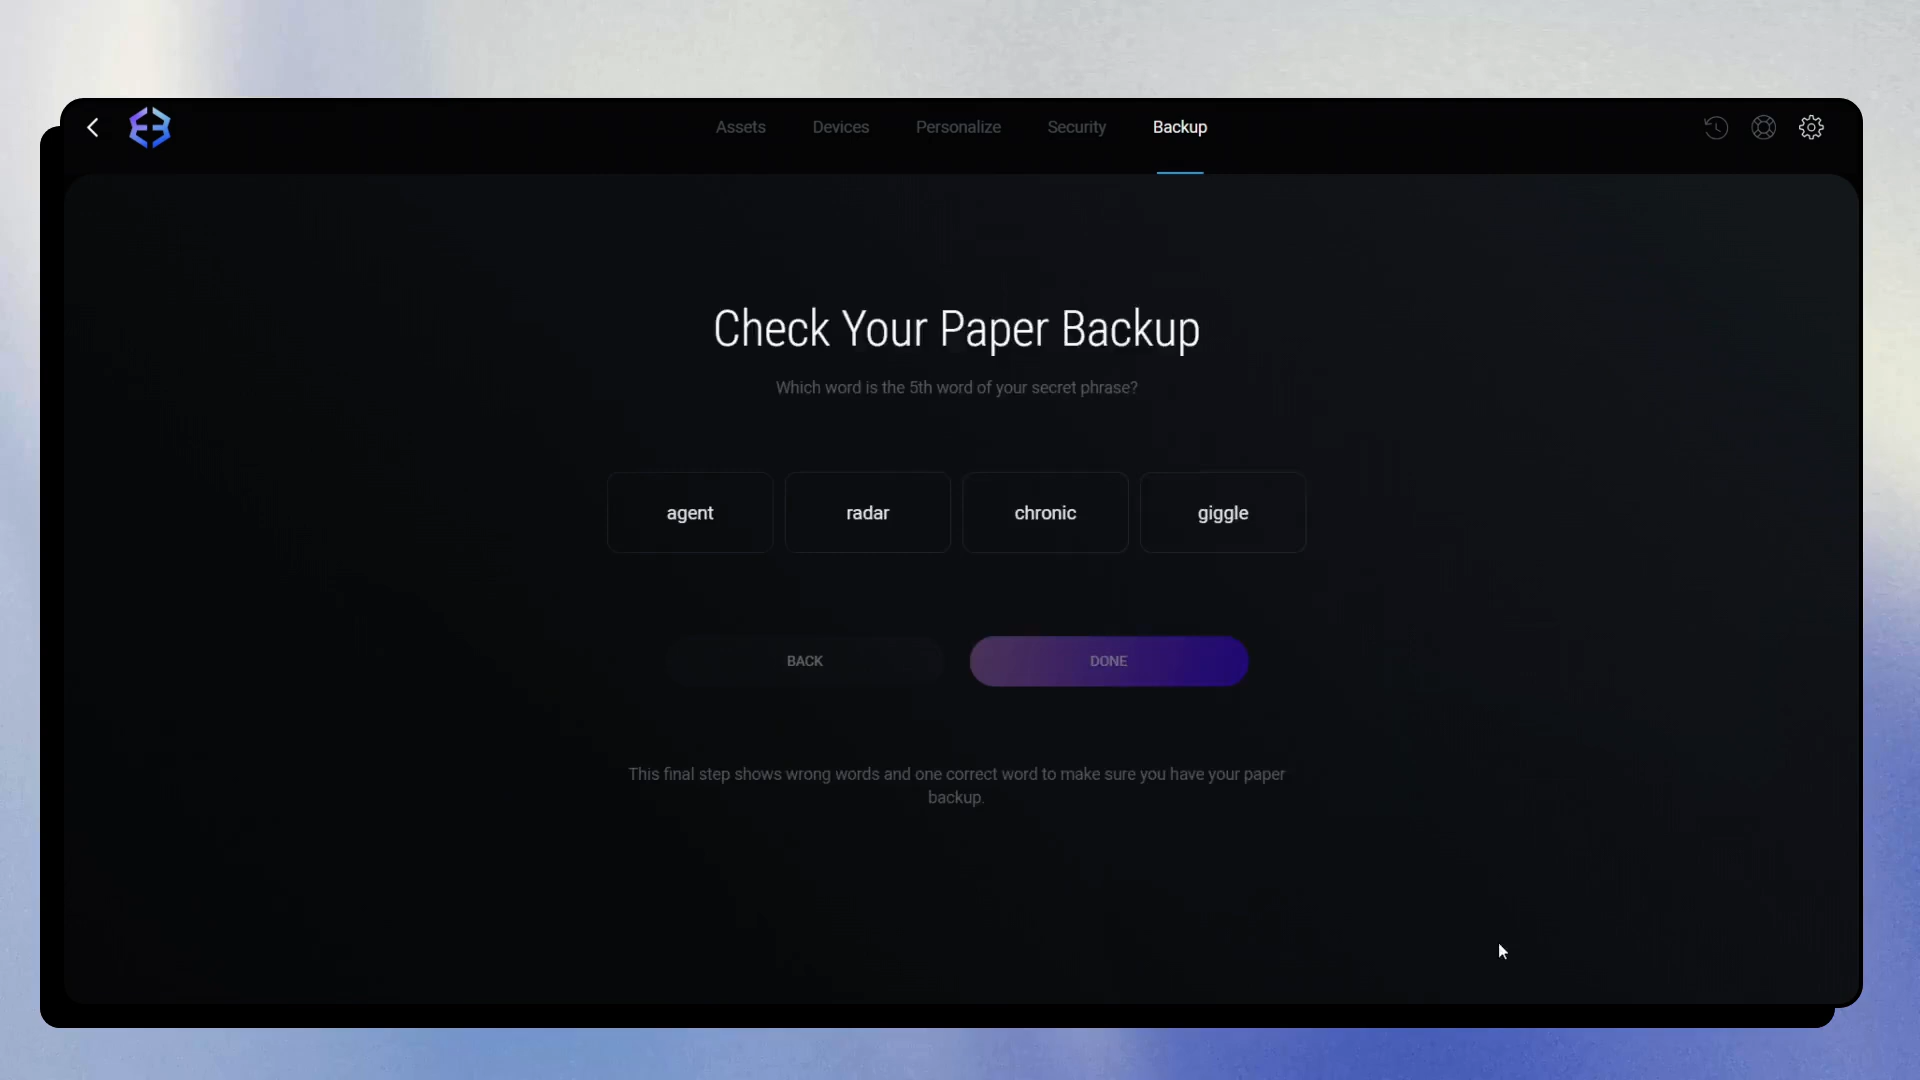 Assets Devices Personalize Security Backup
Check Your Paper Backup
Which word is the 5th word of your secret phrase?
agent radar chronic giggle
BACK DONE
This final step shows wrong words and one correct word to make sure you have your paper
backup.